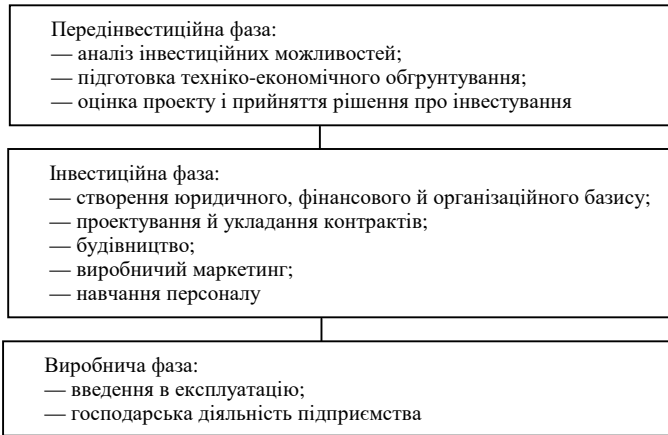 Передінвестиційна фаза:
— аналіз інвестиційних можливостей;
— підготовка техніко-економічного обгрунтування;
— оцінка проекту і прийняття рішення про інвестування
Інвестиційна фаза:
— створення юридичного, фінансового й організаційного базису;
— проектування й укладання контрактів;
— будівництво;
— виробничий маркетинг;
— навчання персоналу
Виробнича фаза:
— введення в експлуатацію;
— господарська діяльність підприємства